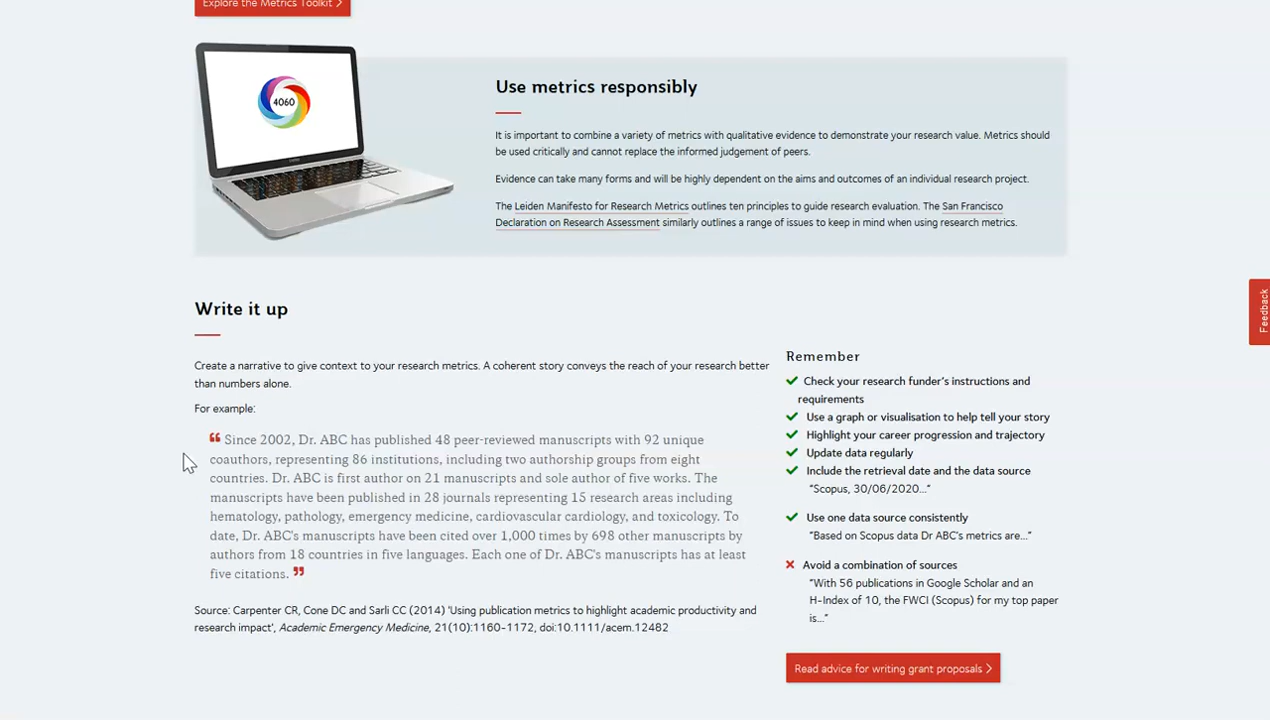 Explore the Metrics Toolkit >
4060
Use metrics responsibly
It is important to combine a variety of metrics with qualitative evidence to demonstrate your research value. Metrics should
be used critically and cannot replace the informed judgement of peers.
Evidence can take many forms and will be highly dependent on the aims and outcomes of an individual research project.
The Leiden Manifesto for Research Metrics outlines ten principles to guide research evaluation. The San Francisco
Declaration on Research Assessment similarly outlines a range of issues to keep in mind when using research metrics.
Feedback
Write it up
Create a narrative to give context to your research metrics. A coherent story conveys the reach of your research better
than numbers alone.
For example:
“ Since 2002, Dr. ABC has published 48 peer-reviewed manuscripts with 92 unique
coauthors, representing 86 institutions, including two authorship groups from eight
countries. Dr. ABC is first author on 21 manuscripts and sole author of five works. The
manuscripts have been published in 28 journals representing 15 research areas including
hematology, pathology, emergency medicine, cardiovascular cardiology, and toxicology. To
date, Dr. ABC's manuscripts have been cited over 1,000 times by 698 other manuscripts by
authors from 18 countries in five languages. Each one of Dr. ABC's manuscripts has at least
five citations. ”
Source: Carpenter CR, Cone DC and Sarli CC (2014) 'Using publication metrics to highlight academic productivity and
research impact', Academic Emergency Medicine, 21(10):1160-1172, doi:10.1111/acem.12482
Remember
Check your research funder's instructions and
requirements
Use a graph or visualisation to help tell your story
Highlight your career progression and trajectory
Update data regularly
Include the retrieval date and the data source
“Scopus, 30/06/2020...”
Use one data source consistently
“Based on Scopus data Dr ABC's metrics are...”
Avoid a combination of sources
“With 56 publications in Google Scholar and an
H-Index of 10, the FWCI (Scopus) for my top paper
is...”
Read advice for writing grant proposals >